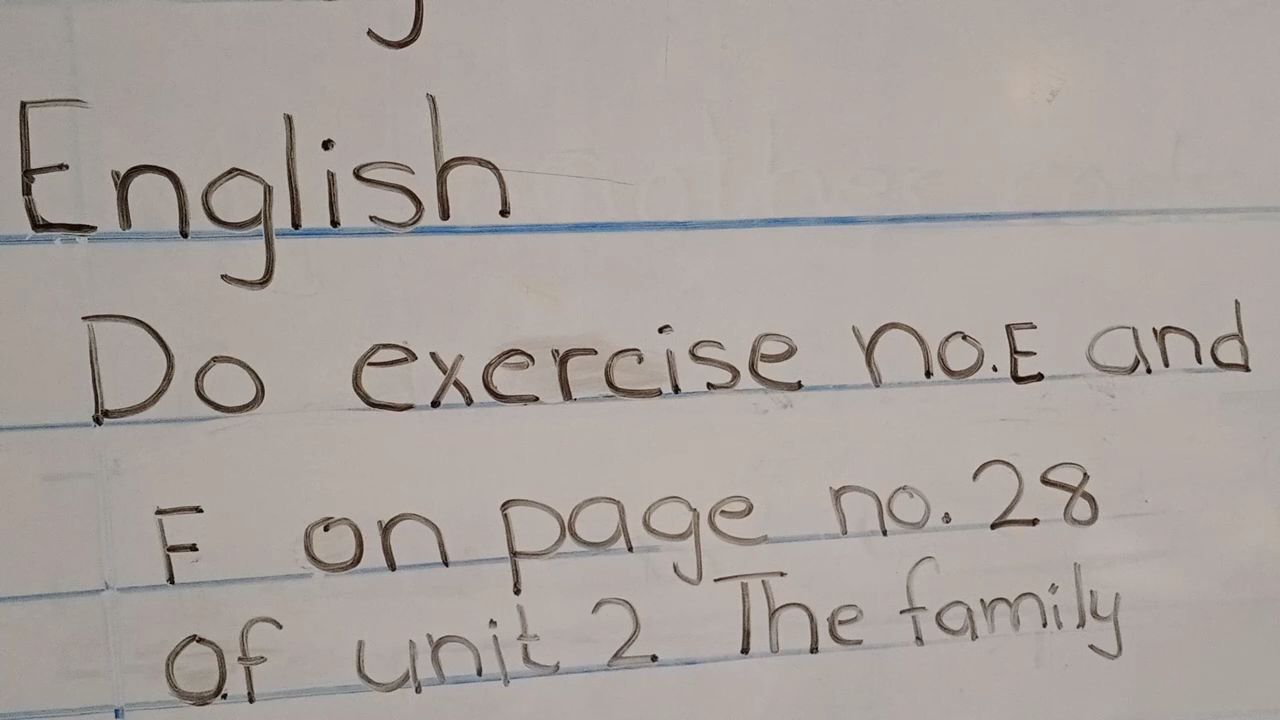 English
Do exercise no.E and
F on page no. 28
of unit 2 The family